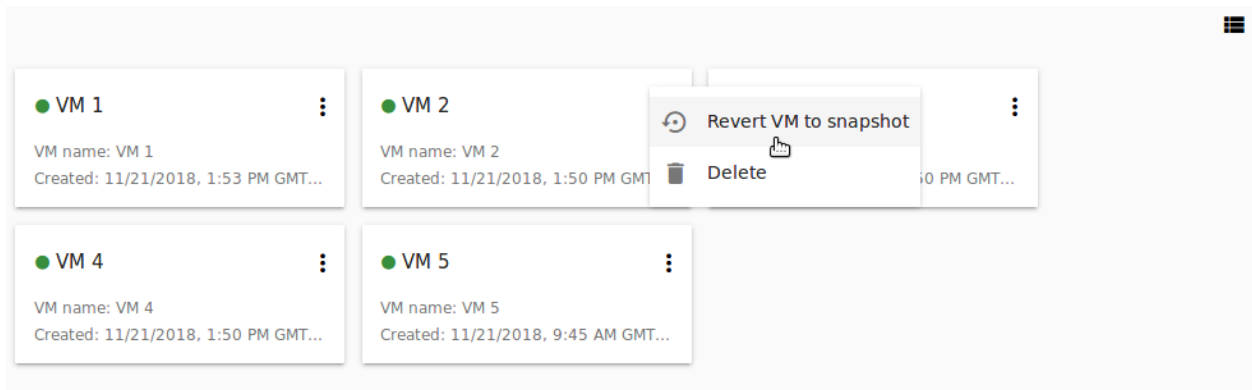 VM 1
VM name: VM 1
Created: 11/21/2018, 1:53 PM GMT...
VM 2
VM name: VM 2
Created: 11/21/2018, 1:50 PM GMT
Revert VM to snapshot
Delete
0 PM GMT...
VM 4
VM name: VM 4
Created: 11/21/2018, 1:50 PM GMT...
VM 5
VM name: VM 5
Created: 11/21/2018, 9:45 AM GMT...